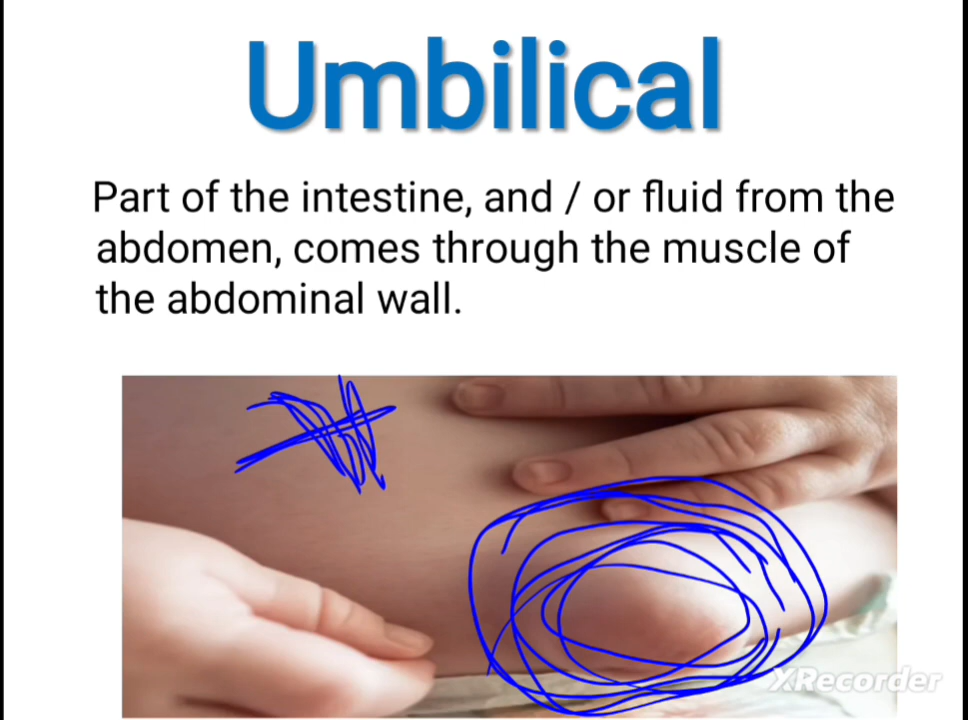 Umbilical
Part of the intestine, and / or fluid from the
abdomen, comes through the muscle of
the abdominal wall.
XRecorder